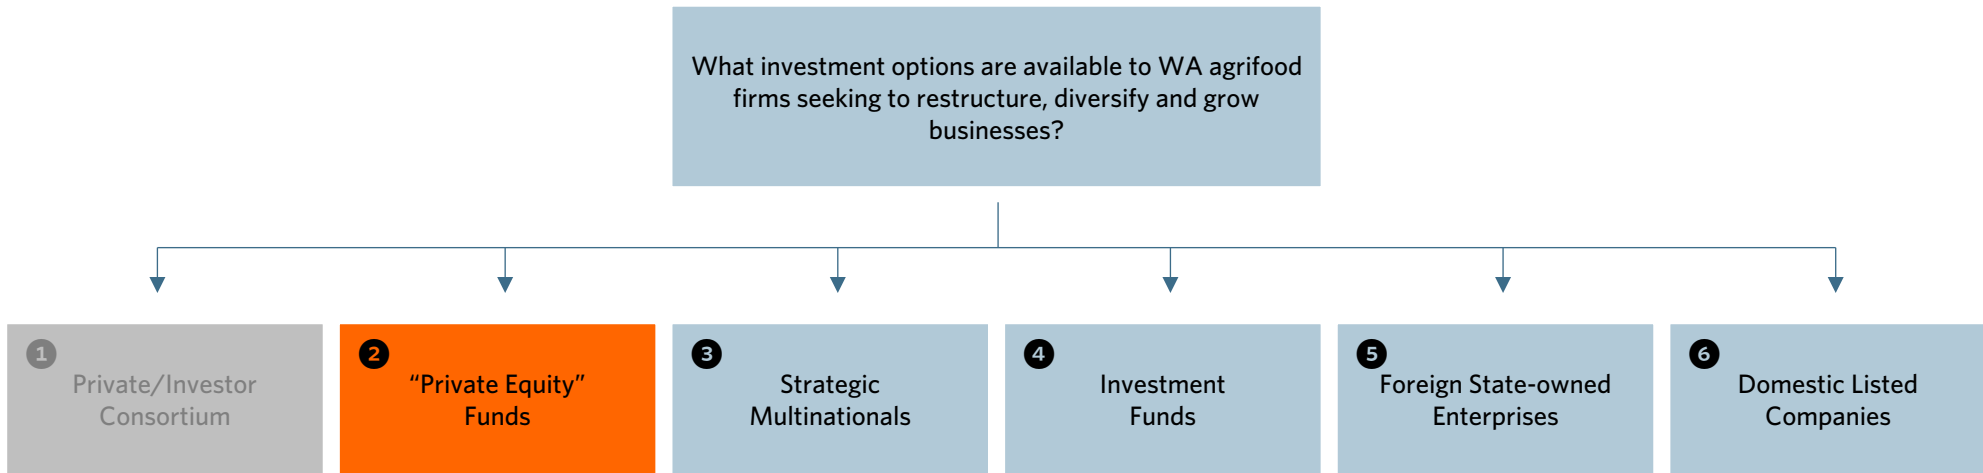 What investment options are available to WA agrifood
firms seeking to restructure, diversify and grow
businesses?
1
Private/Investor
Consortium
2
“Private Equity”
Funds
3
Strategic
Multinationals
4
Investment
Funds
5
Foreign State-owned
Enterprises
6
Domestic Listed
Companies